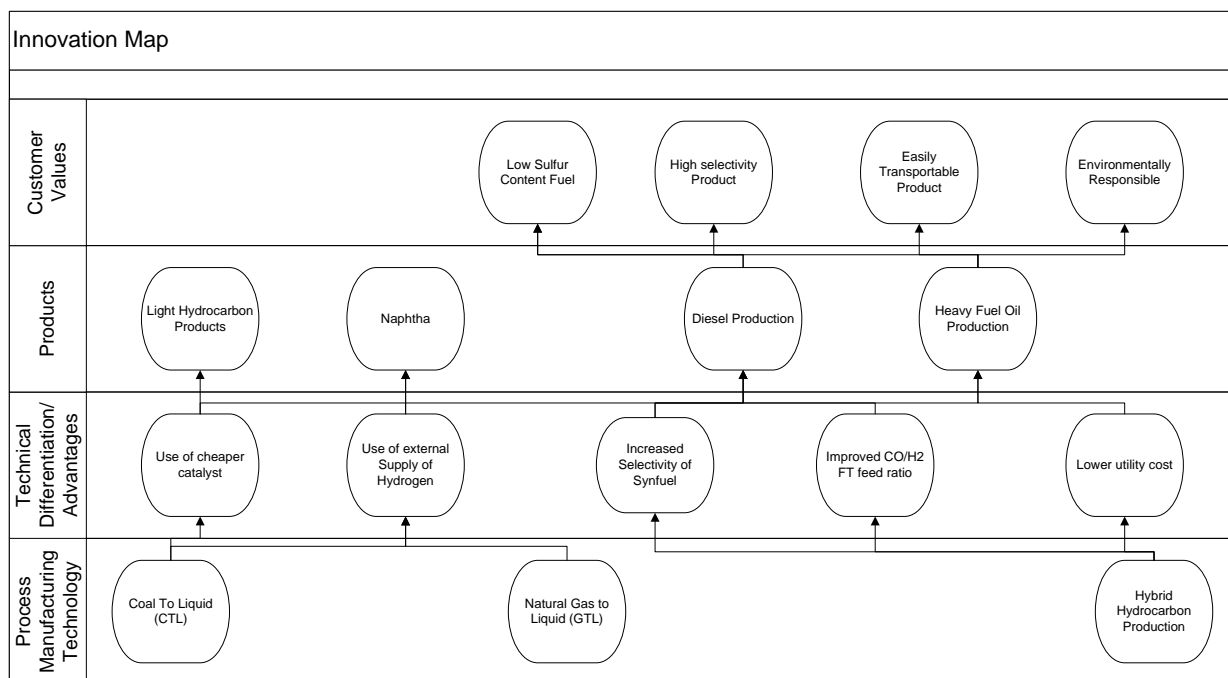 Innovation Map
Customer
Values
Low Sulfur
Content Fuel
High selectivity
Product
Easily
Transportable
Product
Environmentally
Responsible
Products
Light Hydrocarbon
Products
Naphtha
Diesel Production
Heavy Fuel Oil
Production
Technical
Differentiation/
Advantages
Use of cheaper
catalyst
Use of external
Supply of
Hydrogen
Increased
Selectivity of
Synfuel
Improved CO/H2
FT feed ratio
Lower utility cost
Process
Manufacturing
Technology
Coal To Liquid
(CTL)
Natural Gas to
Liquid (GTL)
Hybrid
Hydrocarbon
Production